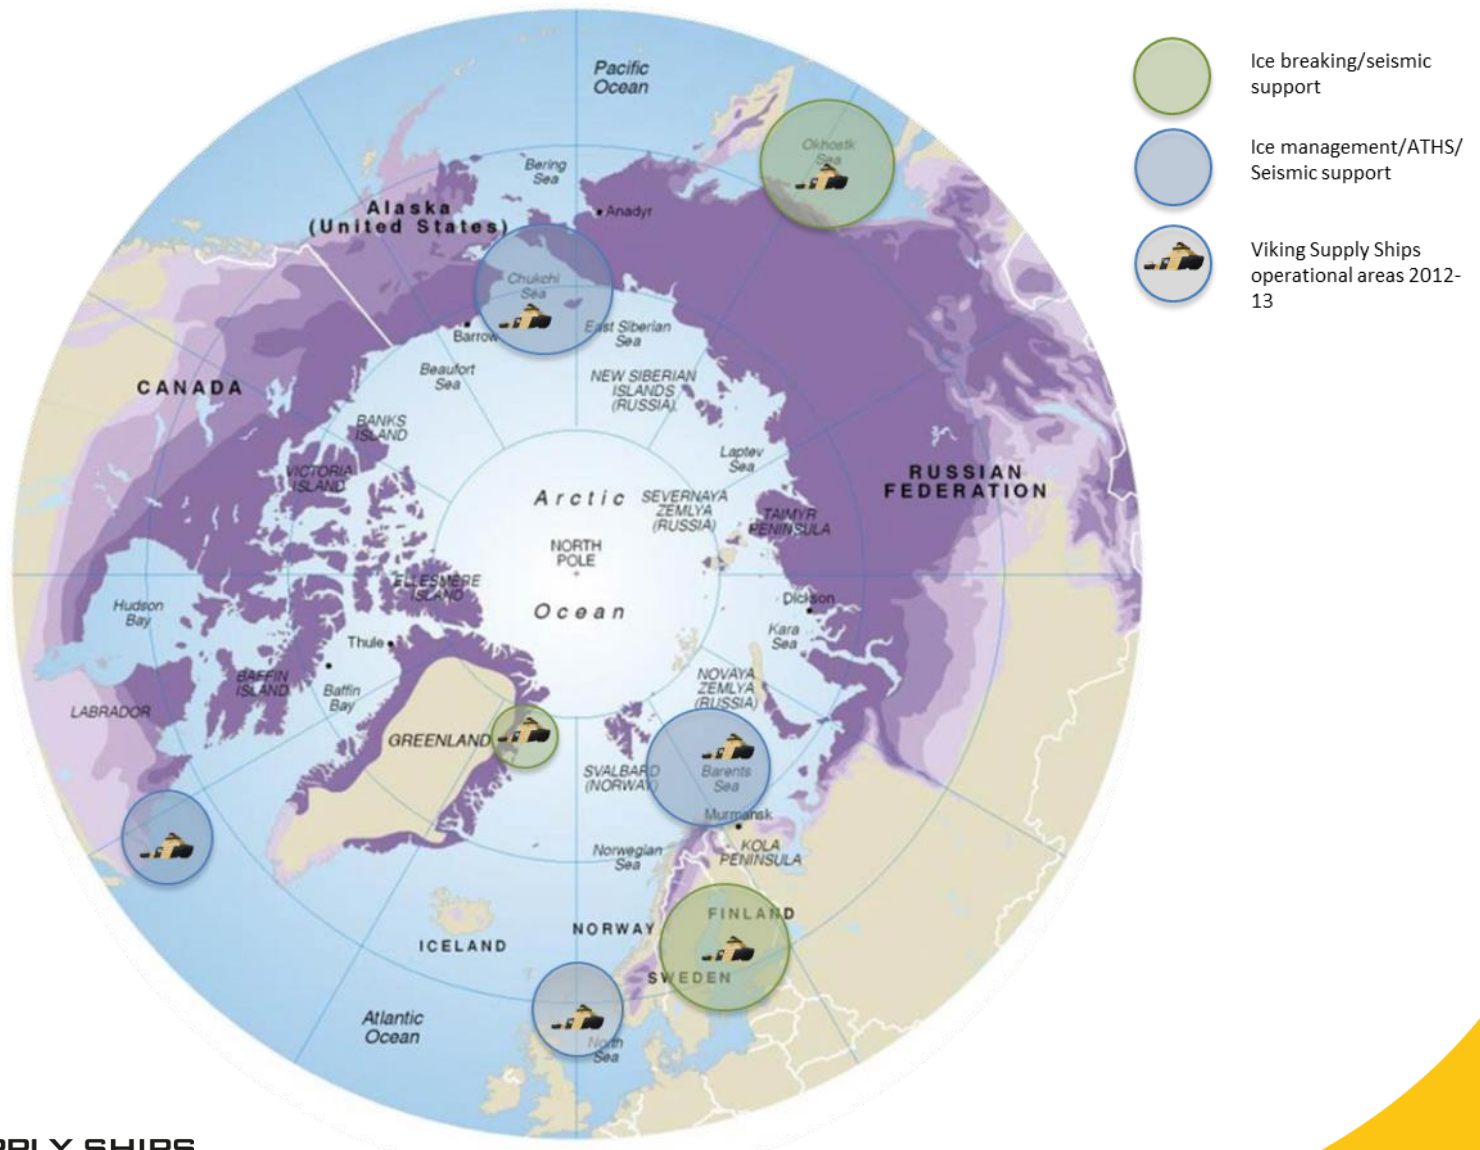 Pacific
Ocean
Okhostk
Sea
Bering
Sea
Anadyr
Alaska
(United States)
Chukchi
Sea
East Siberian
Sea
Barrow
Beaufort
Sea
NEW SIBERIAN
ISLANDS
(RUSSIA)
CANADA
BANKS
ISLAND
VICTORIA
ISLAND
Laptev
Sea
RUSSIAN
FEDERATION
Arctic
SEVERNAYA
ZEMLYA
(RUSSIA)
TAIMYR
PENINSULA
NORTH
POLE
ELLESMERE
ISLAND
Ocean
Dickson
Hudson
Bay
Kara
Sea
Thule
BAFFIN
ISLAND
Baffin
Bay
NOVAYA
ZEMLYA
(RUSSIA)
LABRADOR
GREENLAND
SVALBARD
(NORWAY)
Barents
Sea
Murmansk
Norwegian
Sea
KOLA
PENINSULA
FINLAND
NORWAY
ICELAND
SWEDEN
Atlantic
Ocean
North
Sea
Ice breaking/seismic
support
Ice management/ATHS/
Seismic support
Viking Supply Ships
operational areas 2012-
13
PPLY SHIPS